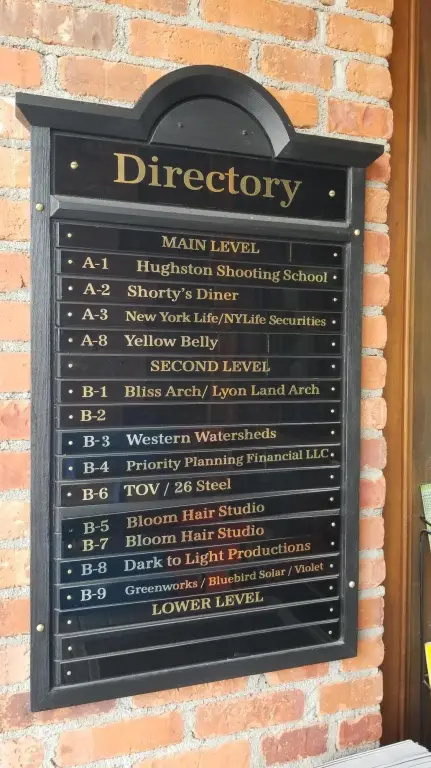 Directory
MAIN LEVEL
A-1 Hughston Shooting School
A-2 Shorty's Diner
A-3 New York Life/NYLife Securities
A-8 Yellow Belly
SECOND LEVEL
B-1 Bliss Arch/ Lyon Land Arch
B-2
B-3 Western Watersheds
B-4 Priority Planning Financial LLC
B-6 TOV / 26 Steel
B-5 Bloom Hair Studio
B-7 Bloom Hair Studio
B-8 Dark to Light Productions
B-9 Greenworks / Bluebird Solar / Violet
LOWER LEVEL